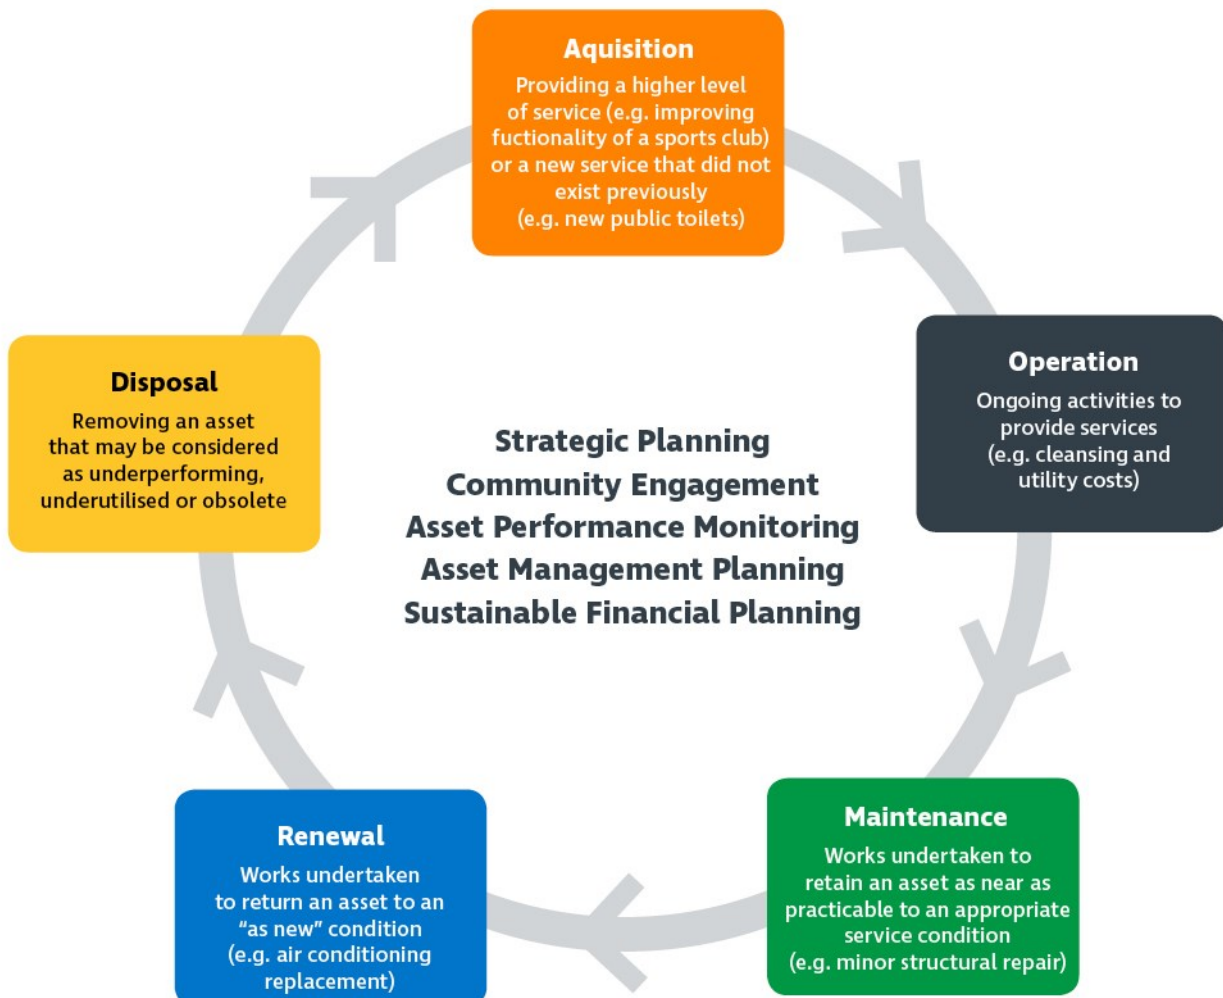 Aquisition
Providing a higher level
of service (e.g. improving
fuctionality of a sports club)
or a new service that did not
exist previously
(e.g. new public toilets)
Operation
Ongoing activities to
provide services
(e.g. cleansing and
utility costs)
Maintenance
Works undertaken to
retain an asset as near as
practicable to an appropriate
service condition
(e.g. minor structural repair)
Renewal
Works undertaken
to return an asset to an
“as new” condition
(e.g. air conditioning
replacement)
Disposal
Removing an asset
that may be considered
as underperforming,
underutilised or obsolete
Strategic Planning
Community Engagement
Asset Performance Monitoring
Asset Management Planning
Sustainable Financial Planning